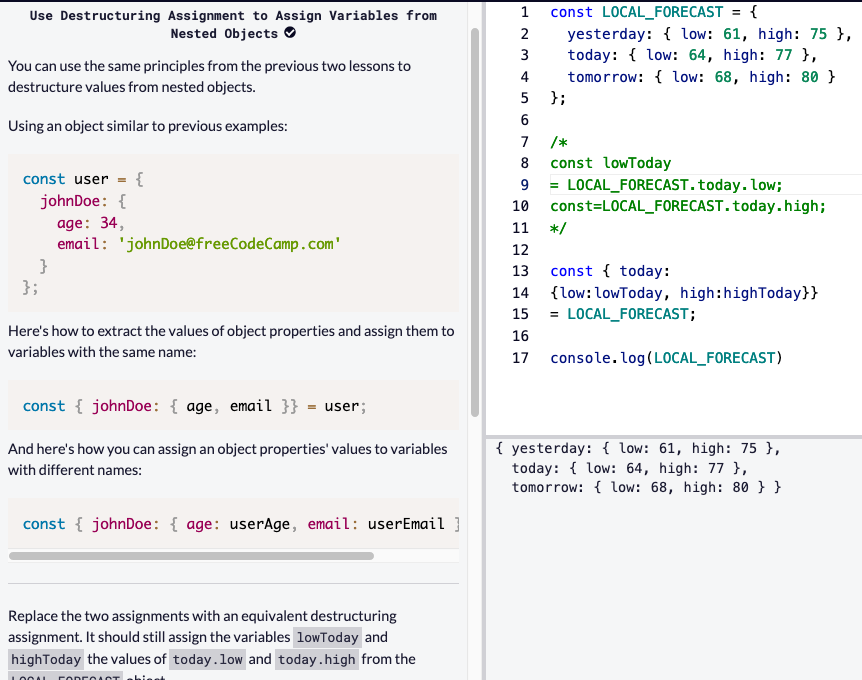 Use Destructuring Assignment to Assign Variables from
Nested Objects
You can use the same principles from the previous two lessons to
destructure values from nested objects.
Using an object similar to previous examples:
const user = {
johnDoe: {
age: 34,
email: 'johnDoe@freeCodeCamp.com'
}
};
Here's how to extract the values of object properties and assign them to
variables with the same name:
const { johnDoe: { age, email }} = user;
And here's how you can assign an object properties' values to variables
with different names:
const { johnDoe: { age: userAge, email: userEmail }
Replace the two assignments with an equivalent destructuring
assignment. It should still assign the variables lowToday and
highToday the values of today.low and today.high from the
LOCAL_FORECAST object.
1 const LOCAL_FORECAST = {
2 yesterday: { low: 61, high: 75 },
3 today: { low: 64, high: 77 },
4 tomorrow: { low: 68, high: 80 }
5 };
6
7 /*
8 const lowToday
9 = LOCAL_FORECAST.today.low;
10 const=LOCAL_FORECAST.today.high;
11 */
12
13 const { today:
14 {low:lowToday, high:highToday}}
15 = LOCAL_FORECAST;
16
17 console.log(LOCAL_FORECAST)
{ yesterday: { low: 61, high: 75 },
today: { low: 64, high: 77 },
tomorrow: { low: 68, high: 80 } }